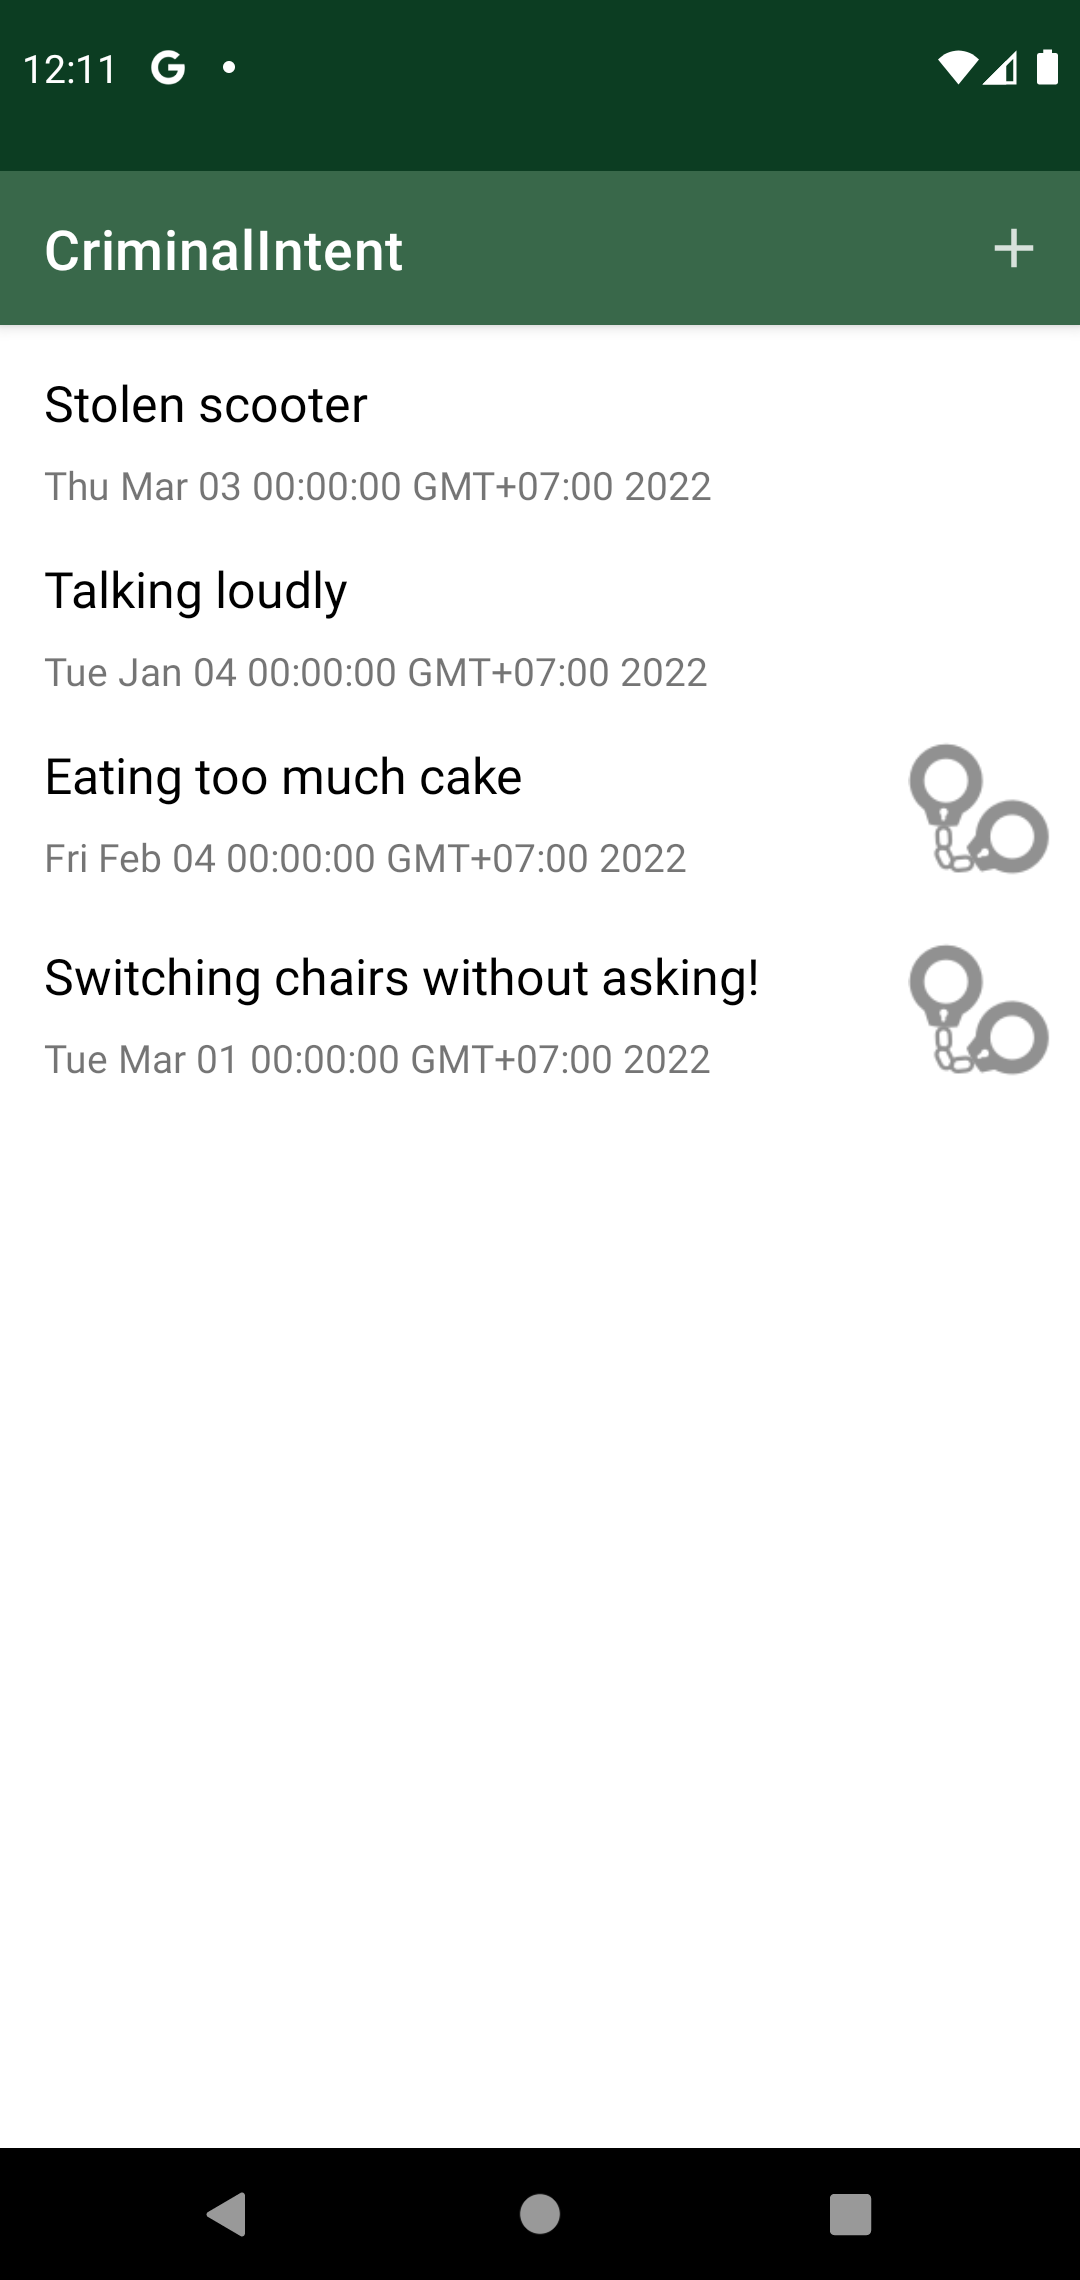 12:11
CriminalIntent
Stolen scooter
Thu Mar 03 00:00:00 GMT+07:00 2022
Talking loudly
Tue Jan 04 00:00:00 GMT+07:00 2022
Eating too much cake
Fri Feb 04 00:00:00 GMT+07:00 2022
Switching chairs without asking!
Tue Mar 01 00:00:00 GMT+07:00 2022